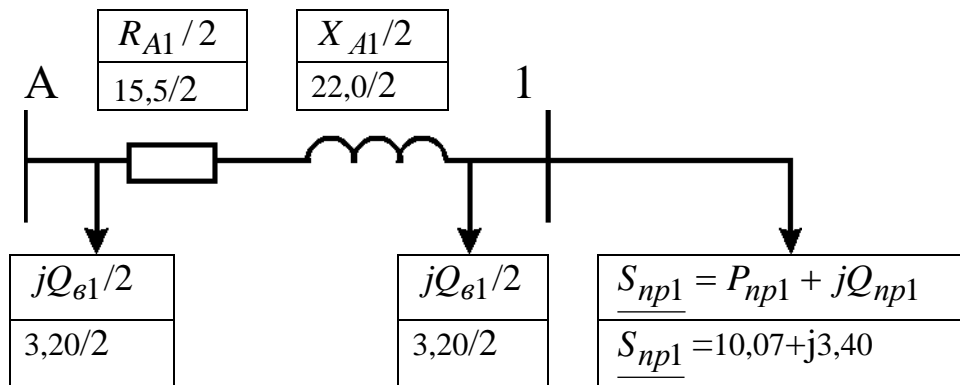 R_A1 / 2
X_A1/2
15,5/2
22,0/2
A
1
jQ_в1/2
jQ_в1/2
S_пр1 = P_пр1 + jQ_пр1
3,20/2
3,20/2
S_пр1 =10,07+j3,40